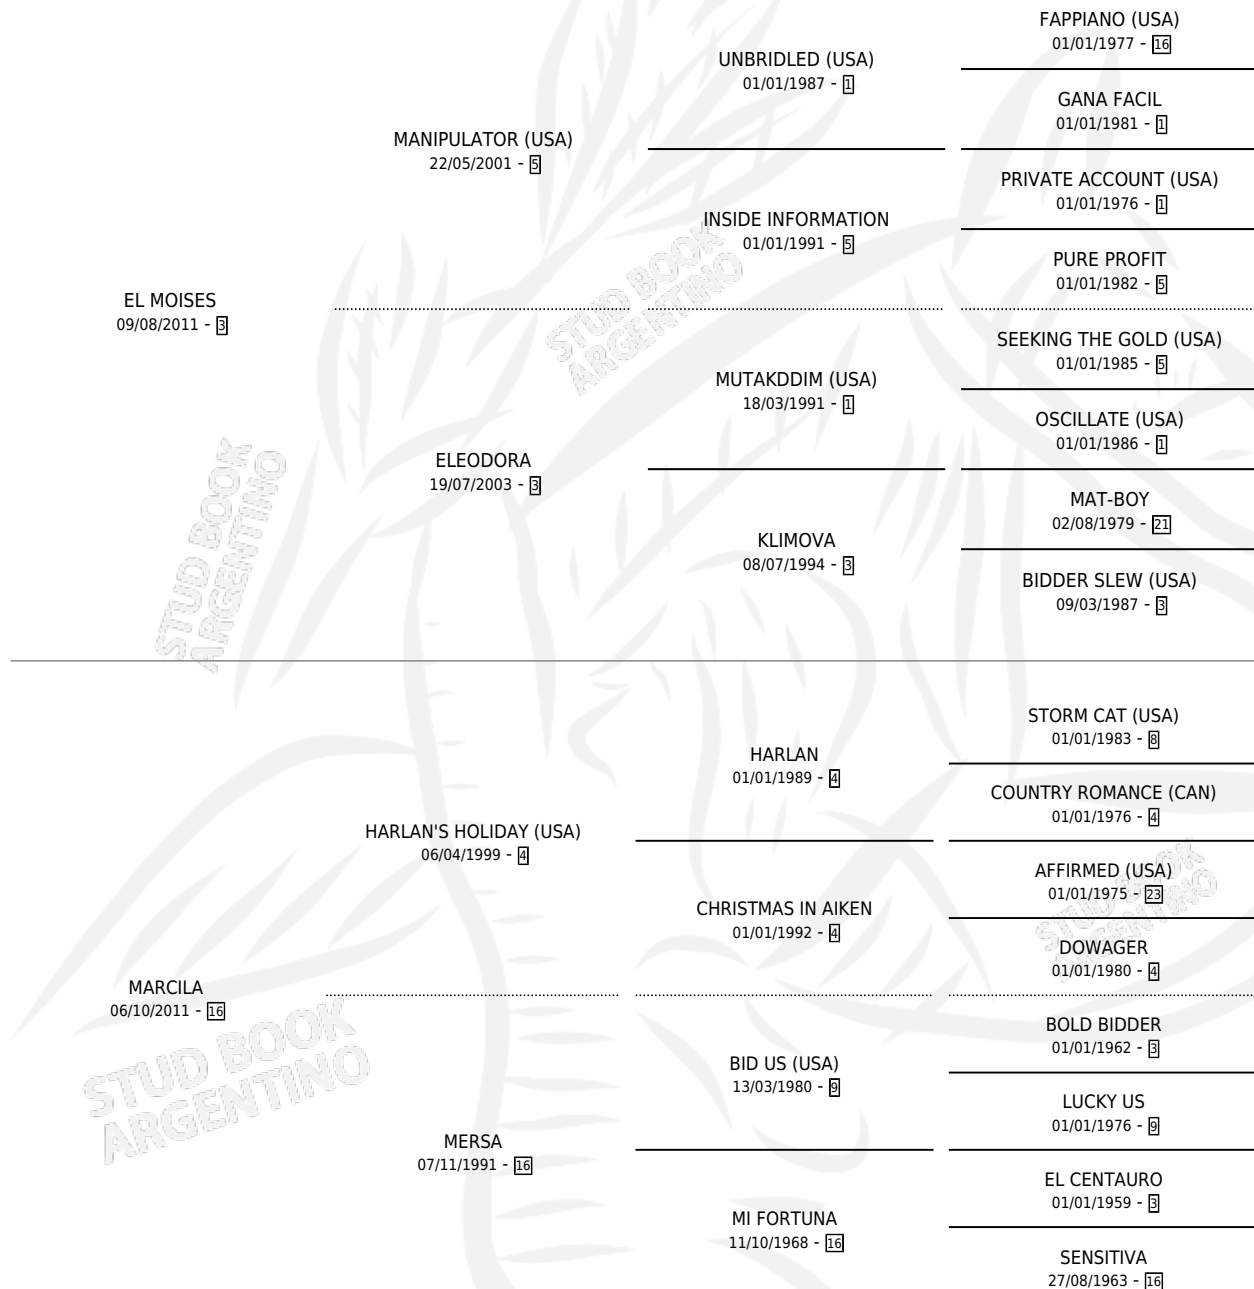 FAPPIANO (USA)
01/01/1977 - 16
UNBRIDLED (USA)
01/01/1987 - 1
GANA FACIL
01/01/1981 - 1
MANIPULATOR (USA)
22/05/2001 - 5
PRIVATE ACCOUNT (USA)
01/01/1976 - 1
INSIDE INFORMATION
01/01/1991 - 5
PURE PROFIT
01/01/1982 - 5
EL MOISES
09/08/2011 - 3
STUD BOOK
ARGENTINO
SEEKING THE GOLD (USA)
01/01/1985 - 5
MUTAKDDIM (USA)
18/03/1991 - 1
OSCILLATE (USA)
01/01/1986 - 1
ELEODORA
19/07/2003 - 3
MAT-BOY
02/08/1979 - 21
KLIMOVA
08/07/1994 - 3
BIDDER SLEW (USA)
09/03/1987 - 3
STUD BOOK
ARGENTINO
STORM CAT (USA)
01/01/1983 - 8
HARLAN
01/01/1989 - 4
COUNTRY ROMANCE (CAN)
01/01/1976 - 4
HARLAN'S HOLIDAY (USA)
06/04/1999 - 4
AFFIRMED (USA)
01/01/1975 - 23
CHRISTMAS IN AIKEN
01/01/1992 - 4
STUD BOOK
ARGENTINO
DOWAGER
01/01/1980 - 4
MARCILA
06/10/2011 - 16
BOLD BIDDER
01/01/1962 - 3
BID US (USA)
13/03/1980 - 9
STUD BOOK
ARGENTINO
LUCKY US
01/01/1976 - 9
MERSA
07/11/1991 - 16
EL CENTAURO
01/01/1959 - 3
MI FORTUNA
11/10/1968 - 16
SENSITIVA
27/08/1963 - 16